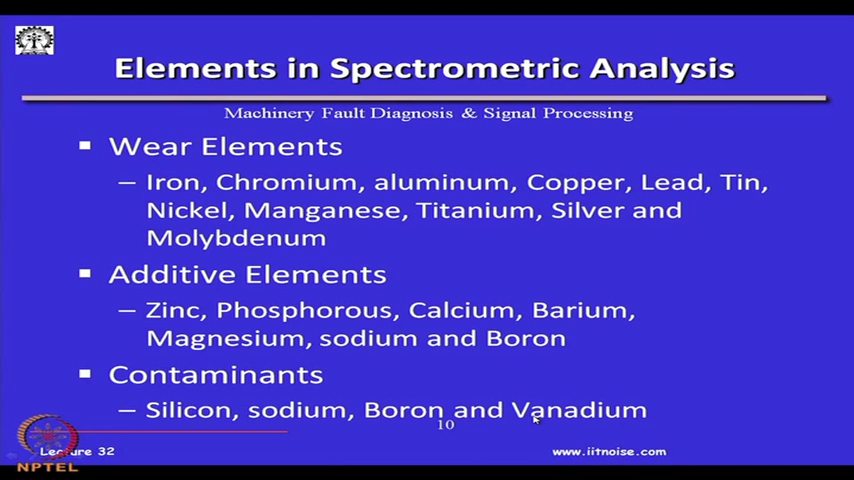 Elements in Spectrometric Analysis
Machinery Fault Diagnosis & Signal Processing
Wear Elements
– Iron, Chromium, aluminum, Copper, Lead, Tin,
Nickel, Manganese, Titanium, Silver and
Molybdenum
Additive Elements
– Zinc, Phosphorous, Calcium, Barium,
Magnesium, sodium and Boron
Contaminants
– Silicon, sodium, Boron and Vanadium
10
Lecture 32
www.iitnoise.com
NPTEL